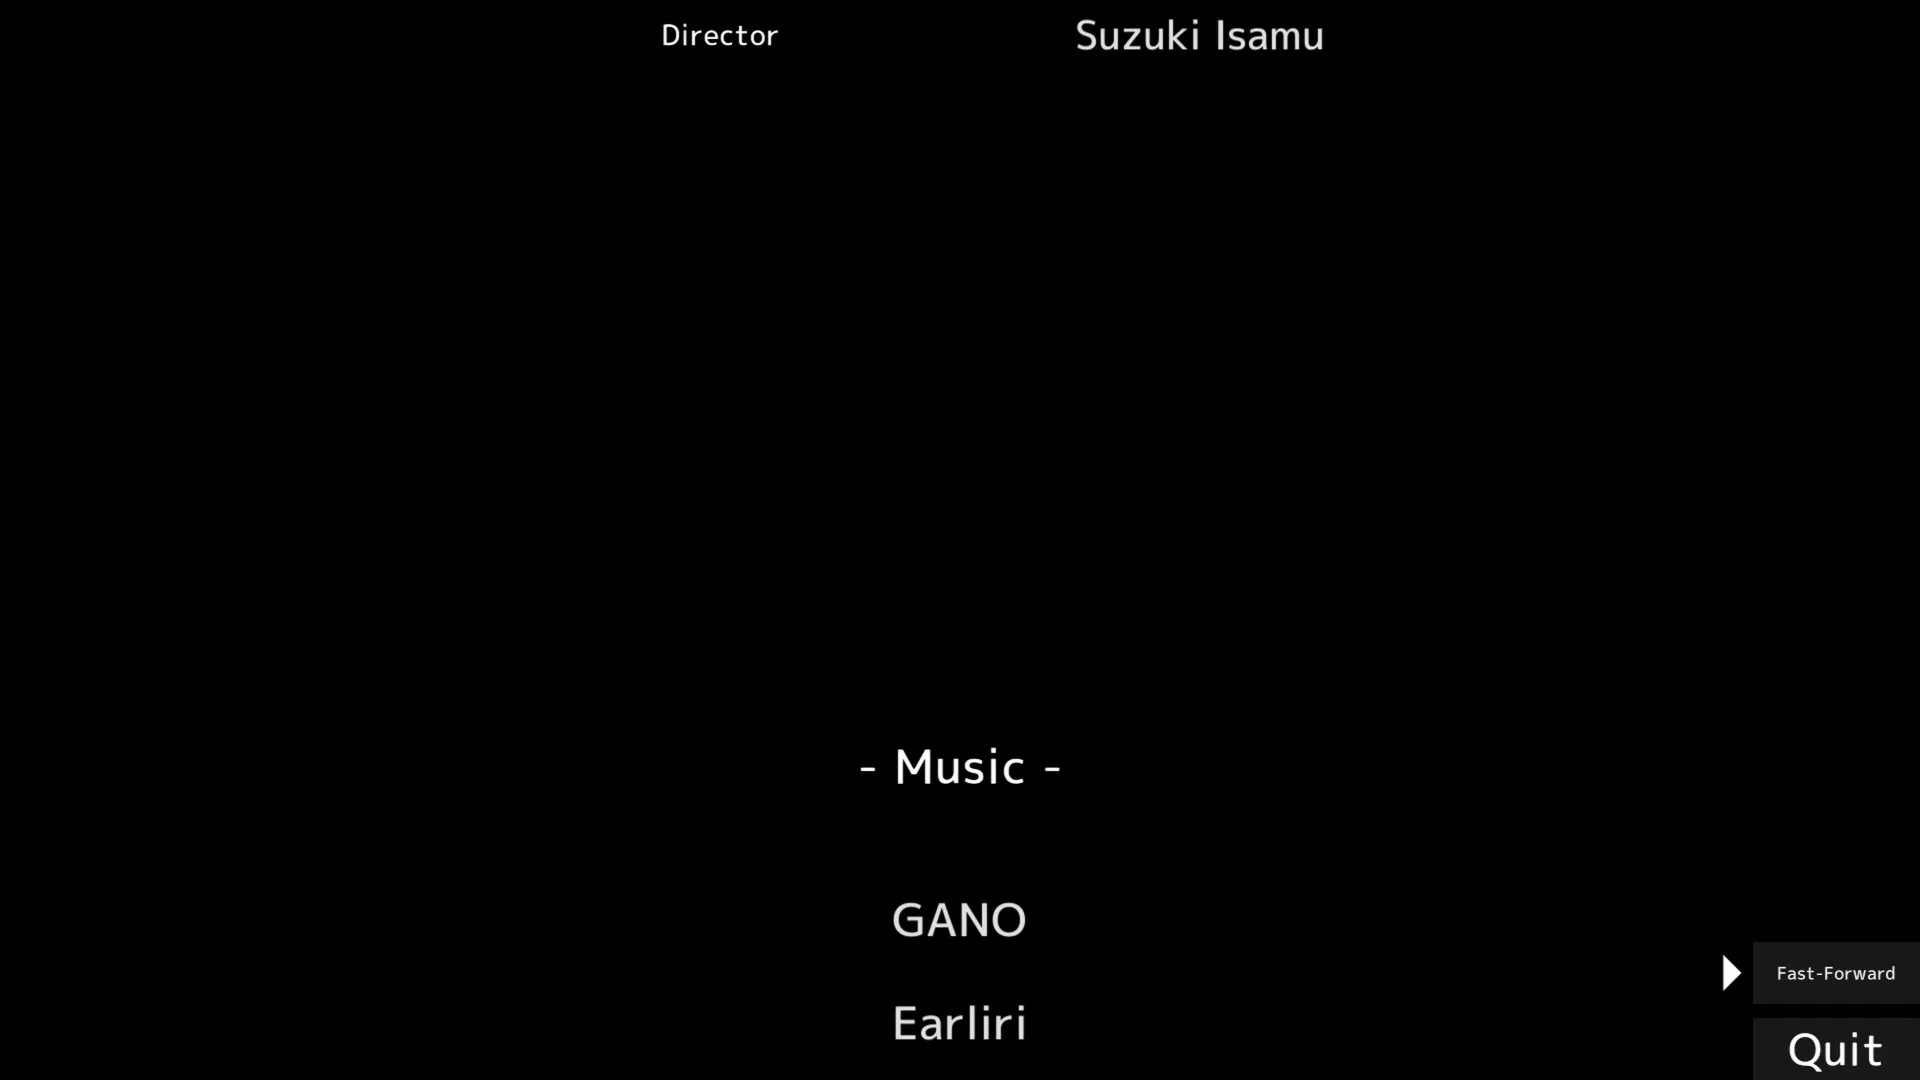 Director Suzuki Isamu
- Music -
GANO
Earliri
Fast-Forward
Quit